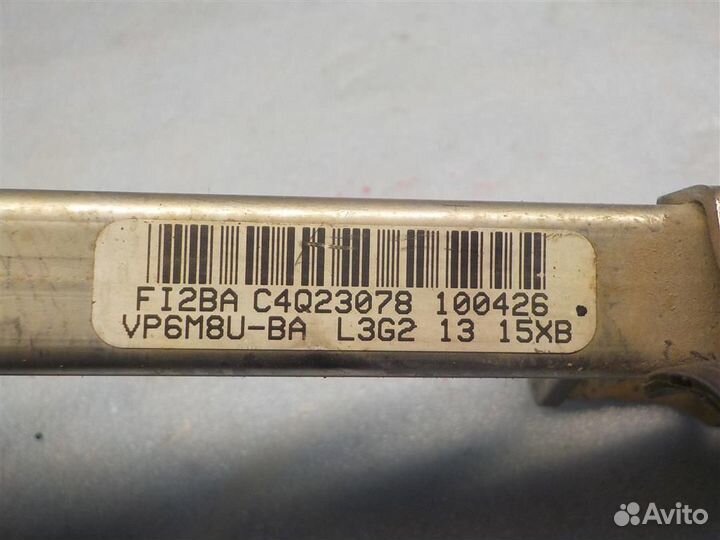 FI2BA C4Q23078 100426
VP6M8U-BA L3G2 13 15XB
Avito